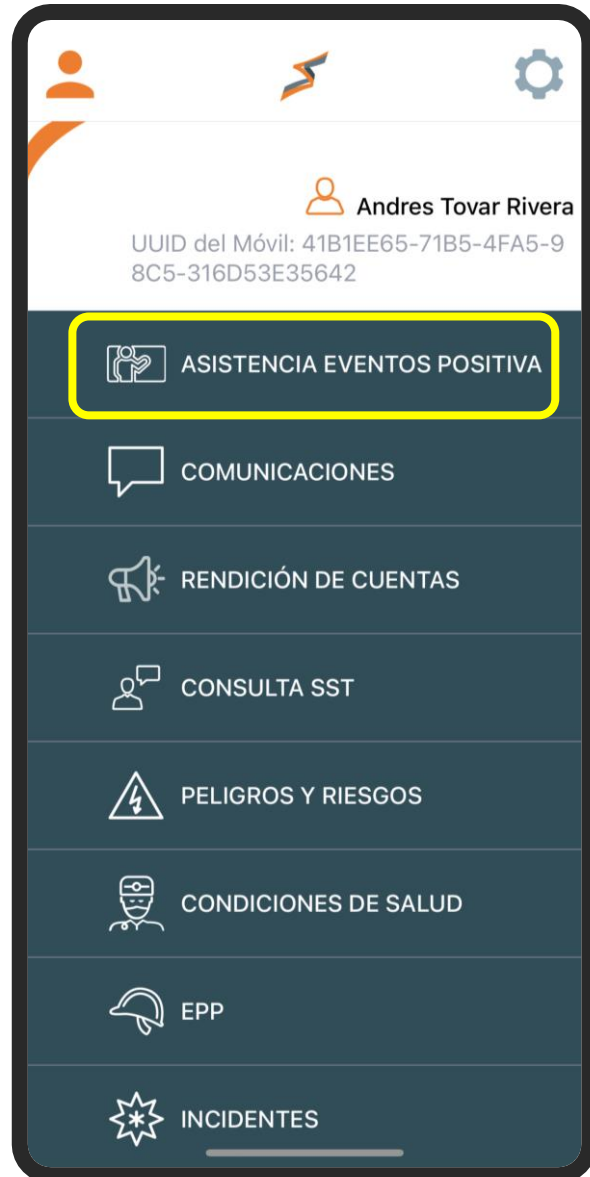 Andres Tovar Rivera
UUID del Móvil: 41B1EE65-71B5-4FA5-9
8C5-316D53E35642
ASISTENCIA EVENTOS POSITIVA
COMUNICACIONES
RENDICIÓN DE CUENTAS
CONSULTA SST
PELIGROS Y RIESGOS
CONDICIONES DE SALUD
EPP
INCIDENTES